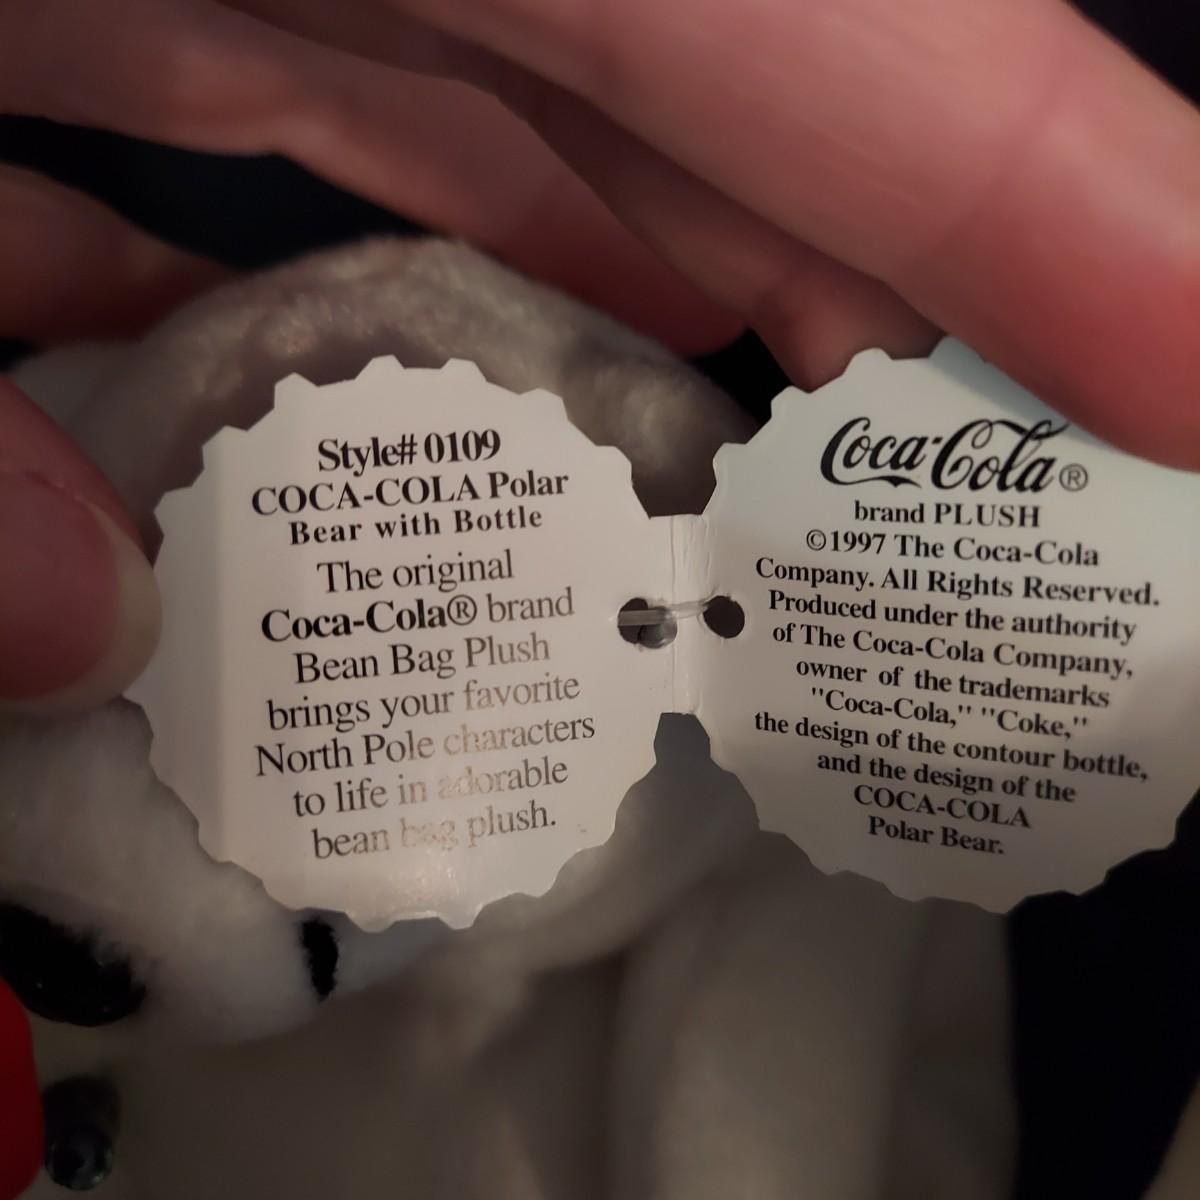 Style# 0109
COCA-COLA Polar
Bear with Bottle
The original
Coca-Cola® brand
Bean Bag Plush
brings your favorite
North Pole characters
to life in adorable
bean bag plush.
Coca-Cola®
brand PLUSH
©1997 The Coca-Cola
Company. All Rights Reserved.
Produced under the authority
of The Coca-Cola Company,
owner of the trademarks
"Coca-Cola," "Coke,"
the design of the contour bottle,
and the design of the
COCA-COLA
Polar Bear.